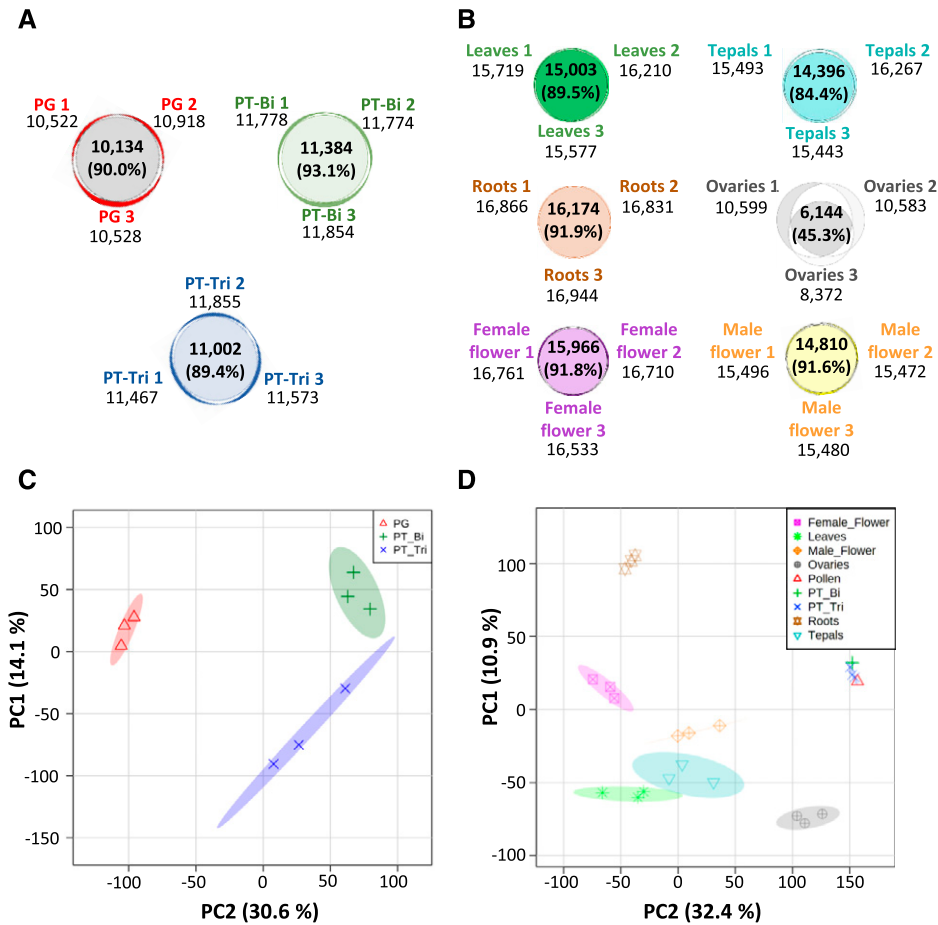 A
PG 1
10,522
PG 2
10,918
10,134
(90.0%)
PG 3
10,528
PT-Bi 1
11,778
PT-Bi 2
11,774
11,384
(93.1%)
PT-Bi 3
11,854
PT-Tri 2
11,855
11,002
(89.4%)
PT-Tri 1
11,467
PT-Tri 3
11,573
B
Leaves 1
15,719
Leaves 2
16,210
15,003
(89.5%)
Leaves 3
15,577
Tepals 1
15,493
Tepals 2
16,267
14,396
(84.4%)
Tepals 3
15,443
Roots 1
16,866
Roots 2
16,831
16,174
(91.9%)
Roots 3
16,944
Ovaries 1
10,599
Ovaries 2
10,583
6,144
(45.3%)
Ovaries 3
8,372
Female
flower 1
16,761
Female
flower 2
16,710
15,966
(91.8%)
Female
flower 3
16,533
Male
flower 1
15,496
Male
flower 2
15,472
14,810
(91.6%)
Male
flower 3
15,480
C
PC1 (14.1 %)
100
50
0
-50
-100
-150
PG
PT_Bi
PT_Tri
-100
-50
0
50
100
PC2 (30.6 %)
D
PC1 (10.9 %)
100
50
0
-50
-100
Female_Flower
Leaves
Male_Flower
Ovaries
Pollen
PT_Bi
PT_Tri
Roots
Tepals
-100
-50
0
50
100
150
PC2 (32.4 %)